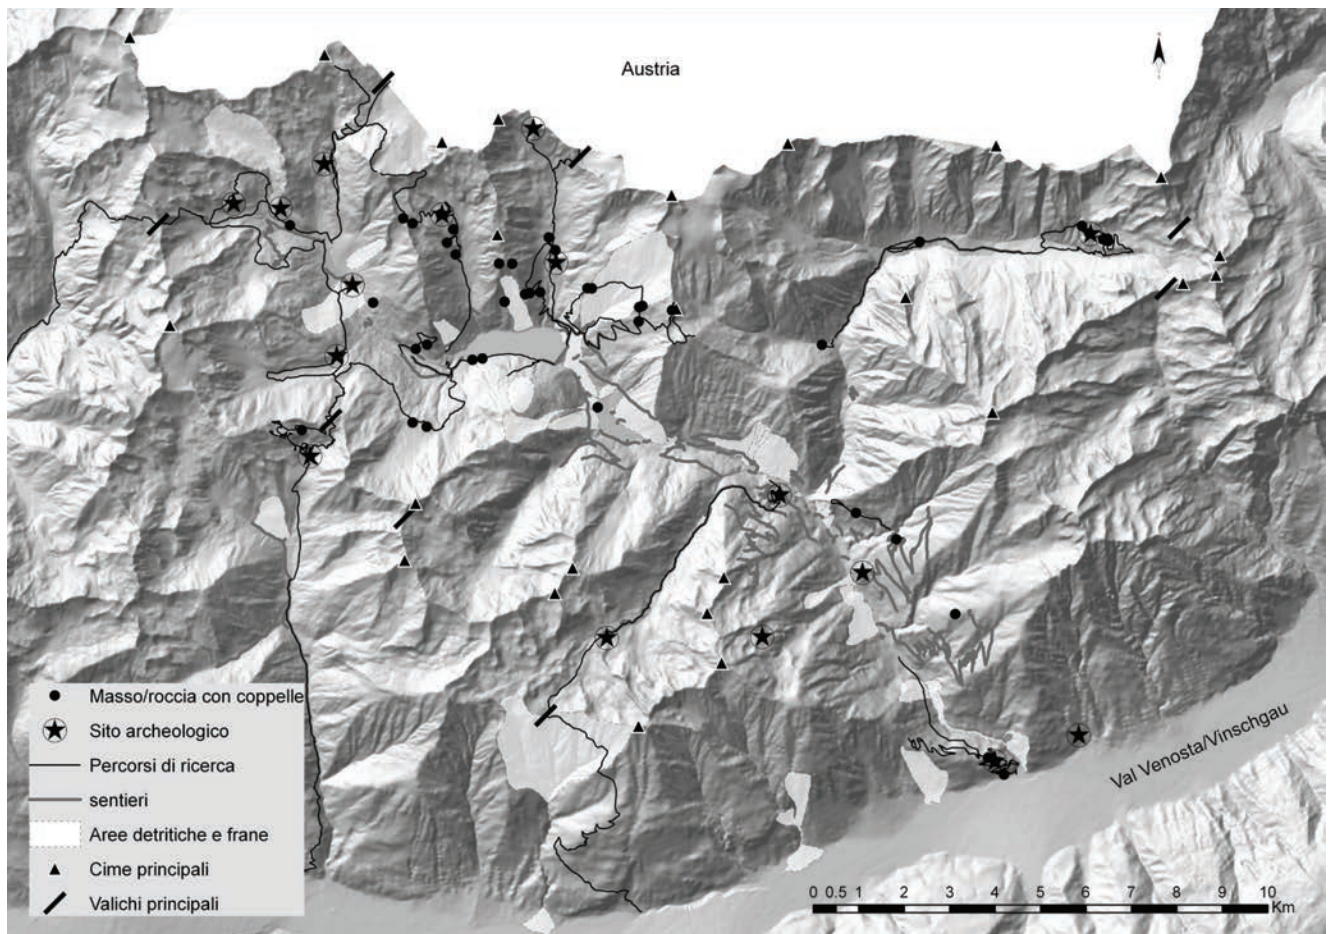 Austria
Masso/roccia con coppelle
Sito archeologico
Percorsi di ricerca
sentieri
Aree detritiche e frane
Cime principali
Valichi principali
Val Venosta/Vinschgau
0 0.5 1 2 3 4 5 6 7 8 9 10
Km